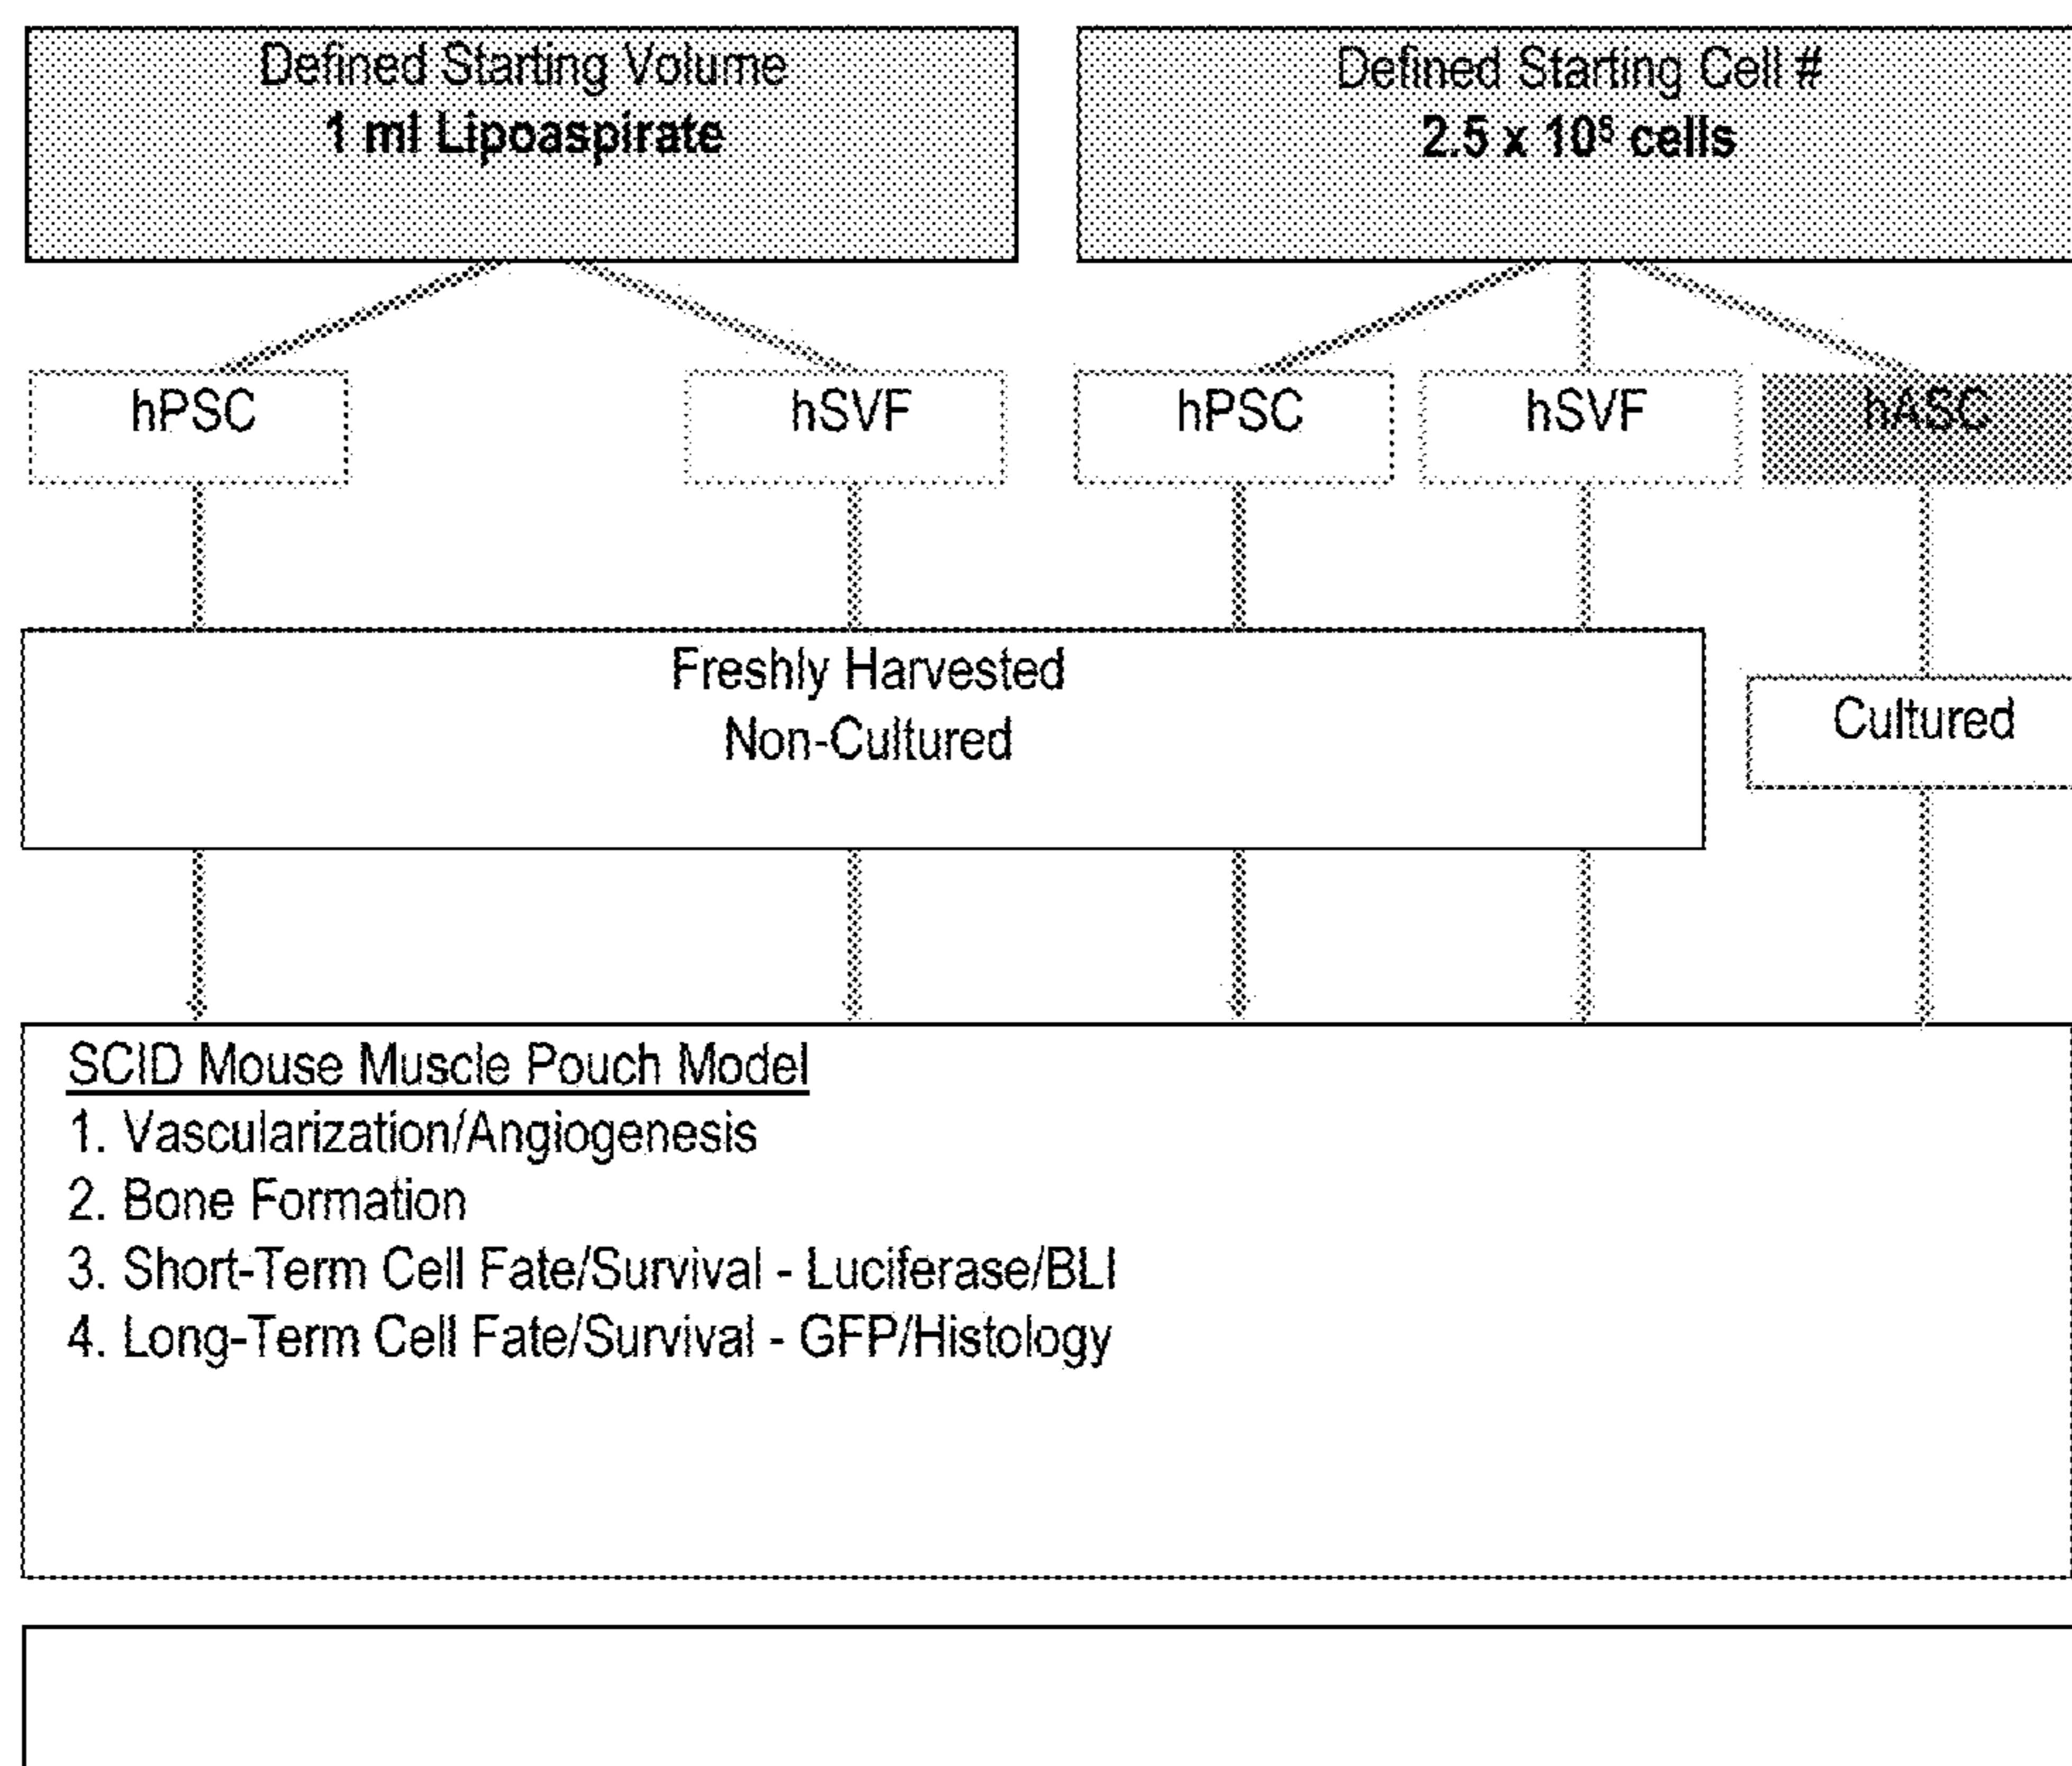 Defined Starting Volume
1 ml Lipoaspirate
Defined Starting Cell #
2.5 x 10⁵ cells
hPSC
hSVF
hPSC
hSVF
hASC
Freshly Harvested
Non-Cultured
Cultured
SCID Mouse Muscle Pouch Model
1. Vascularization/Angiogenesis
2. Bone Formation
3. Short-Term Cell Fate/Survival - Luciferase/BLI
4. Long-Term Cell Fate/Survival - GFP/Histology